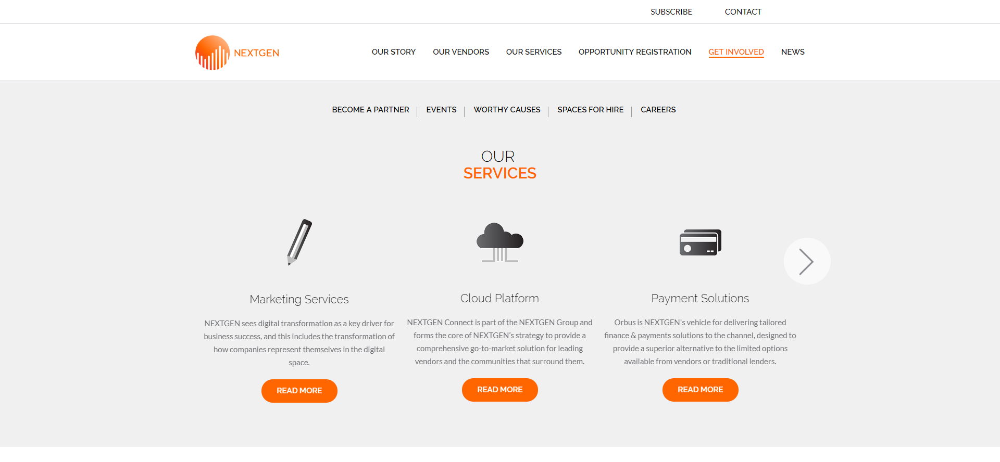 SUBSCRIBE CONTACT
NEXTGEN
OUR STORY OUR VENDORS OUR SERVICES OPPORTUNITY REGISTRATION GET INVOLVED NEWS
BECOME A PARTNER EVENTS WORTHY CAUSES SPACES FOR HIRE CAREERS
OUR
SERVICES
Marketing Services
NEXTGEN sees digital transformation as a key driver for
business success, and this includes the transformation of
how companies represent themselves in the digital
space.
READ MORE
Cloud Platform
NEXTGEN Connect is part of the NEXTGEN Group and
forms the core of NEXTGEN’s strategy to provide a
comprehensive go-to-market solution for leading
vendors and the communities that surround them.
READ MORE
Payment Solutions
Orbus is NEXTGEN's vehicle for delivering tailored
finance & payments solutions to the channel, designed to
provide a superior alternative to the limited options
available from vendors or traditional lenders.
READ MORE